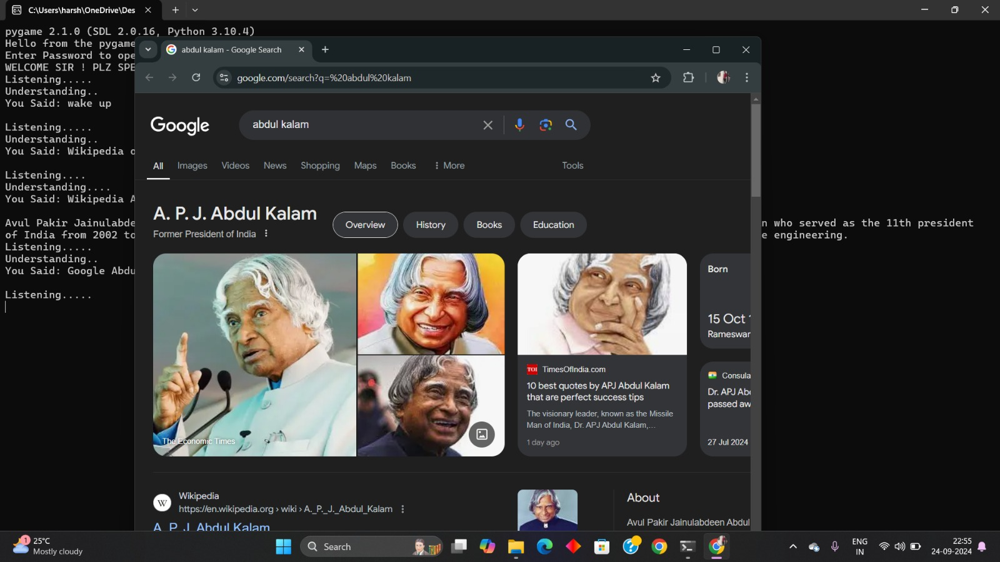 C:\Users\harsh\OneDrive\Des
pygame 2.1.0 (SDL 2.0.16, Python 3.10.4)
Hello from the pygame
Enter Password to ope
WELCOME SIR ! PLZ SPE
Listening.....
Understanding..
You Said: wake up
Listening.....
Understanding..
You Said: Wikipedia o
Listening....
Understanding....
You Said: Wikipedia A
Avul Pakir Jainulabde
n who served as the 11th president
of India from 2002 to
e engineering.
Listening.....
Understanding..
You Said: Google Abdu
Listening.....
abdul kalam - Google Search
google.com/search?q=%20abdul%20kalam
Google
abdul kalam
All Images Videos News Shopping Maps Books More Tools
A. P. J. Abdul Kalam
Former President of India
Overview History Books Education
The Economic Times
TOI TimesOfIndia.com
10 best quotes by APJ Abdul Kalam
that are perfect success tips
The visionary leader, known as the Missile
Man of India, Dr. APJ Abdul Kalam,...
1 day ago
Born
15 Oct
Rameswar
Consula
Dr. APJ Abd
passed aw
27 Jul 2024
W Wikipedia
https://en.wikipedia.org › wiki › A._P._J._Abdul_Kalam
A. P. J. Abdul Kalam
About
Avul Pakir Jainulabdeen Abdul
1
25°C
Mostly cloudy
Search
ENG
IN
22:55
24-09-2024